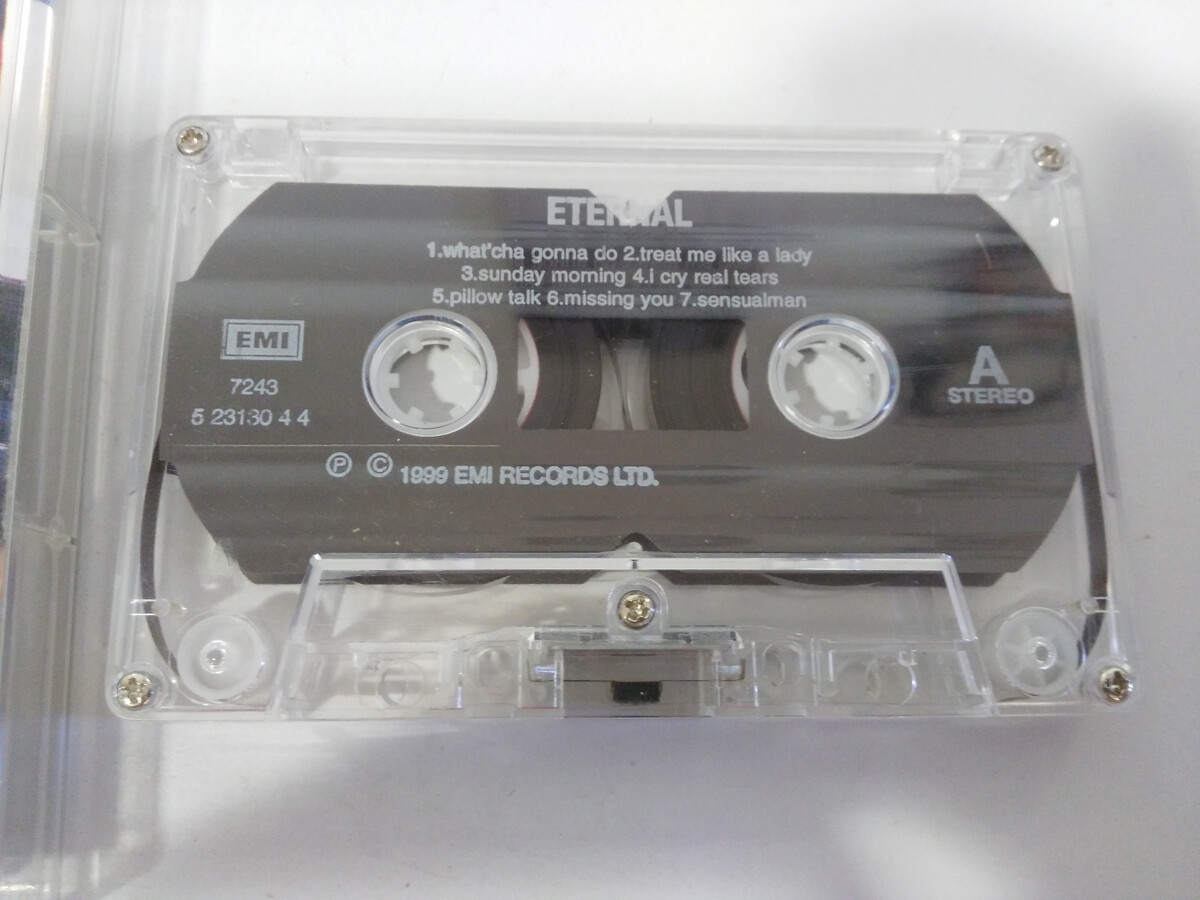 ETERNAL
1.what'cha gonna do 2.treat me like a lady
3.sunday morning 4.i cry real tears
5.pillow talk 6.missing you 7.sensualman
EMI
7243
5 23130 4 4
A
STEREO
Ⓟ © 1999 EMI RECORDS LTD.